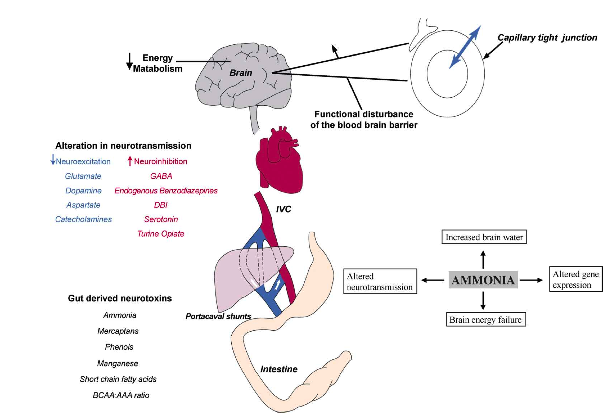 Capillary tight junction
Energy
Metabolism
Brain
Functional disturbance
of the blood brain barrier
Alteration in neurotransmission
Neuroexcitation
Neuroinhibition
Glutamate
GABA
Dopamine
Endogenous Benzodiazepines
Aspartate
DBI
Catecholamines
Serotonin
Turine Opiate
IVC
Portacaval shunts
Intestine
Gut derived neurotoxins
Ammonia
Mercaptans
Phenols
Manganese
Short chain fatty acids
BCAA:AAA ratio
Increased brain water
Altered
neurotransmission
AMMONIA
Altered gene
expression
Brain energy failure